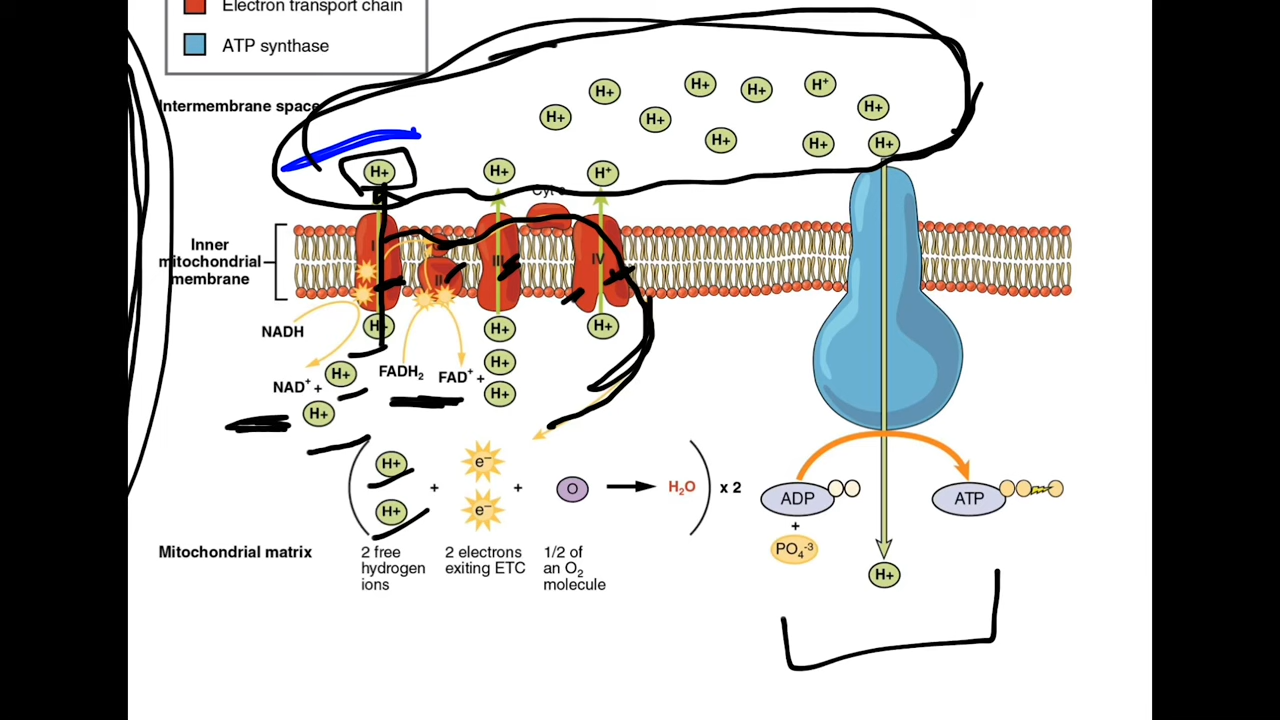 Electron transport chain
ATP synthase
Intermembrane space
H+
H+
H+
H+
H+
H+
H+
H+
H+
H+
H+
H+
H+
Cyt c
Inner
mitochondrial
membrane
I
II
III
IV
NADH
H+
H+
H+
NAD+ +
H+
FADH2
FAD+ +
H+
H+
H+
H+
H+
+
e–
e–
+
O
H2O
x 2
ADP
+
PO4-3
ATP
H+
Mitochondrial matrix
2 free
hydrogen
ions
2 electrons
exiting ETC
1/2 of
an O2
molecule